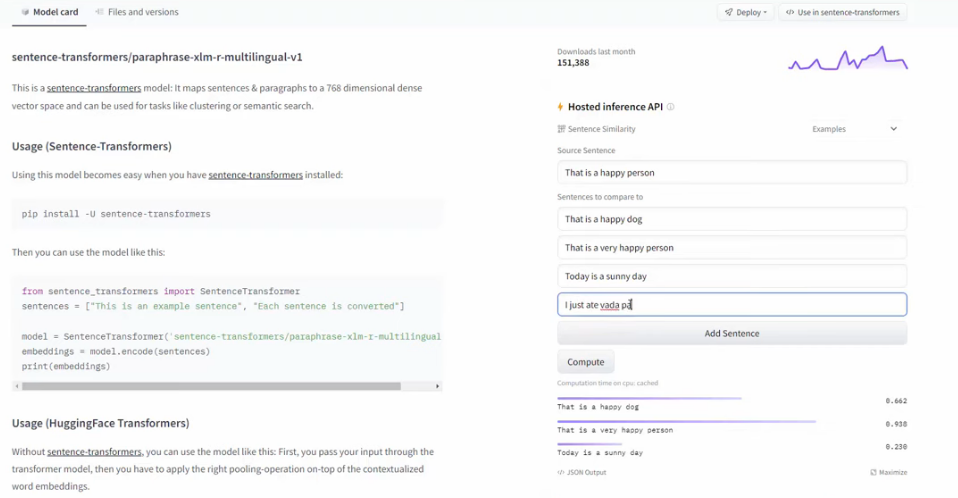 Model card
Files and versions
Deploy
</> Use in sentence-transformers
sentence-transformers/paraphrase-xlm-r-multilingual-v1
This is a sentence-transformers model: It maps sentences & paragraphs to a 768 dimensional dense
vector space and can be used for tasks like clustering or semantic search.
Usage (Sentence-Transformers)
Using this model becomes easy when you have sentence-transformers installed:
pip install -U sentence-transformers
Then you can use the model like this:
from sentence_transformers import SentenceTransformer
sentences = ["This is an example sentence", "Each sentence is converted"]
model = SentenceTransformer('sentence-transformers/paraphrase-xlm-r-multilingual
embeddings = model.encode(sentences)
print(embeddings)
Usage (HuggingFace Transformers)
Without sentence-transformers, you can use the model like this: First, you pass your input through the
transformer model, then you have to apply the right pooling-operation on-top of the contextualized
word embeddings.
Downloads last month
151,388
Hosted inference API
Sentence Similarity
Examples
Source Sentence
That is a happy person
Sentences to compare to
That is a happy dog
That is a very happy person
Today is a sunny day
I just ate vada pa
Add Sentence
Compute
Computation time on cpu: cached
That is a happy dog 0.662
That is a very happy person 0.938
Today is a sunny day 0.230
</> JSON Output
Maximize